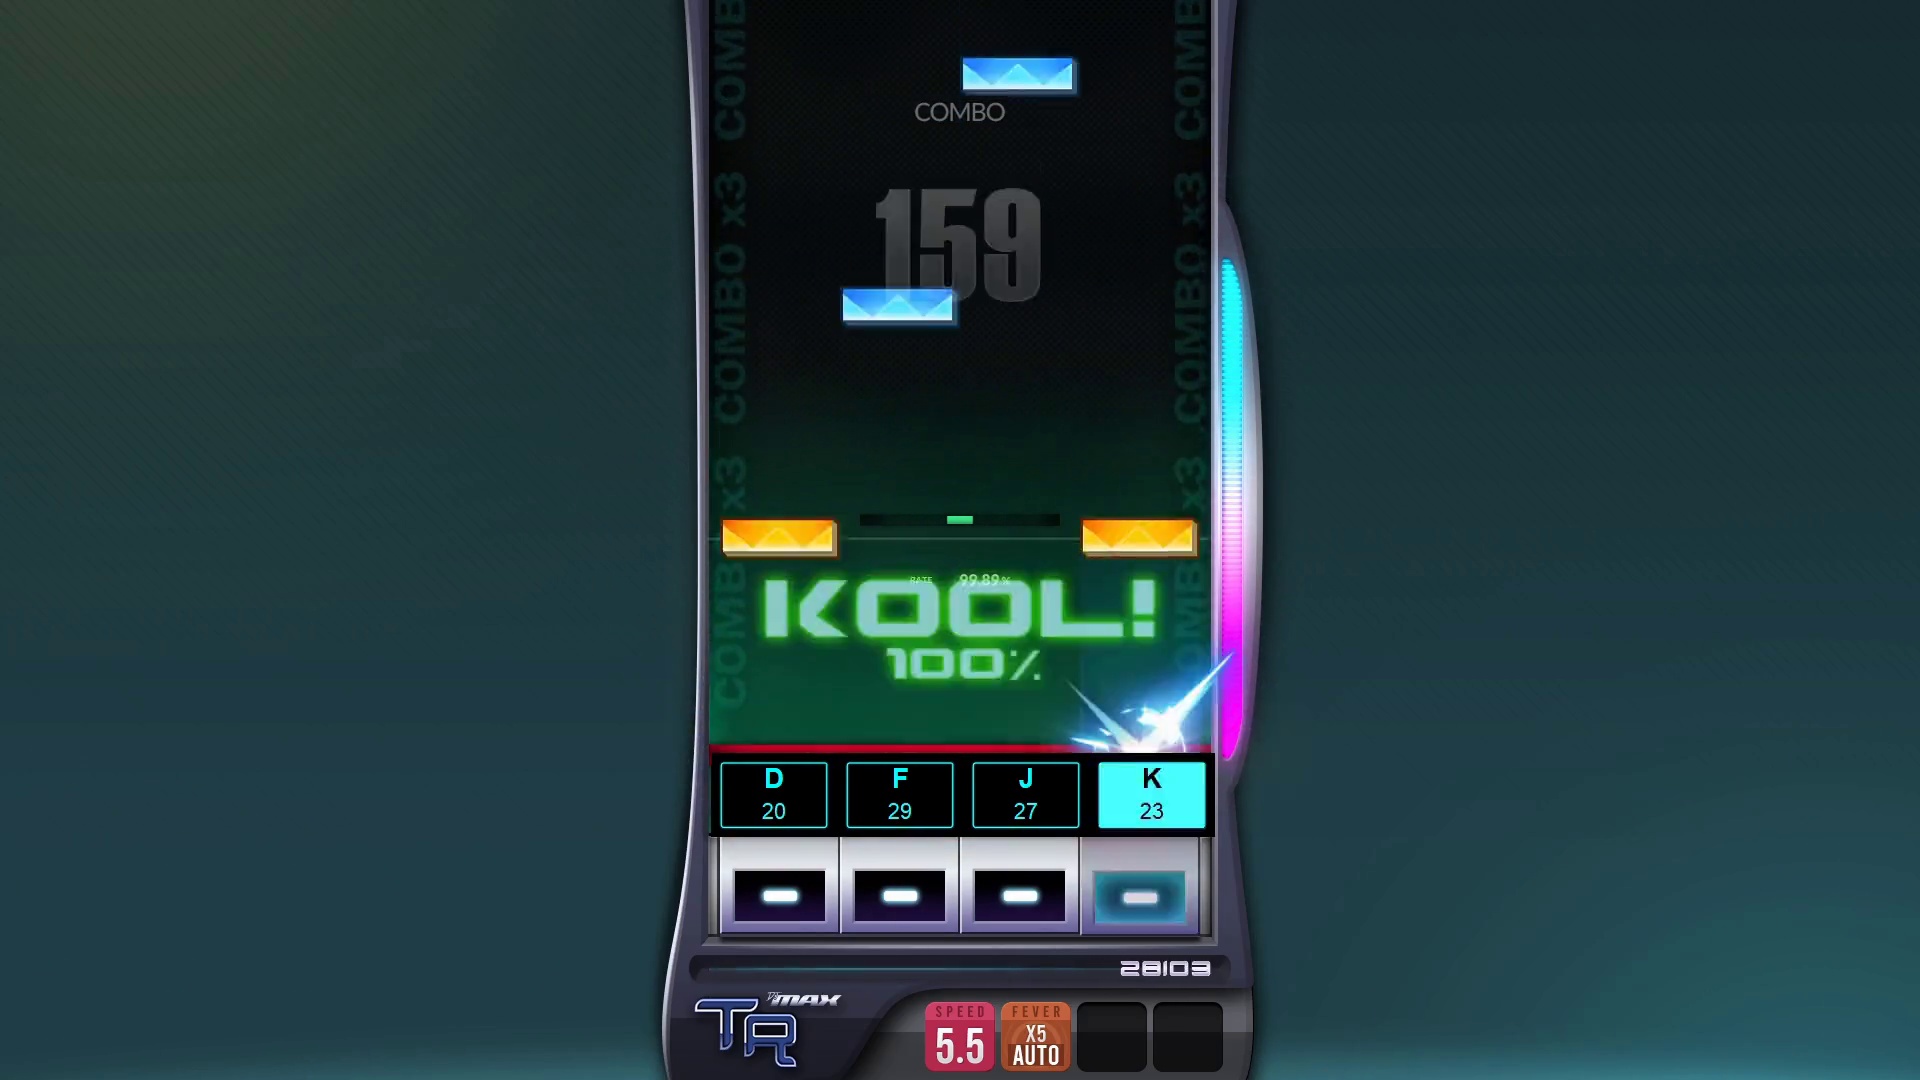 COMBO
159
COMBO x3 COMBO x3 COMBO
COMBO x3 COMBO x3 COMBO
RATE 99.89%
KOOL!
100%
D F J K
20 29 27 23
28103
DJMAX
TR
SPEED FEVER
5.5 X5
AUTO